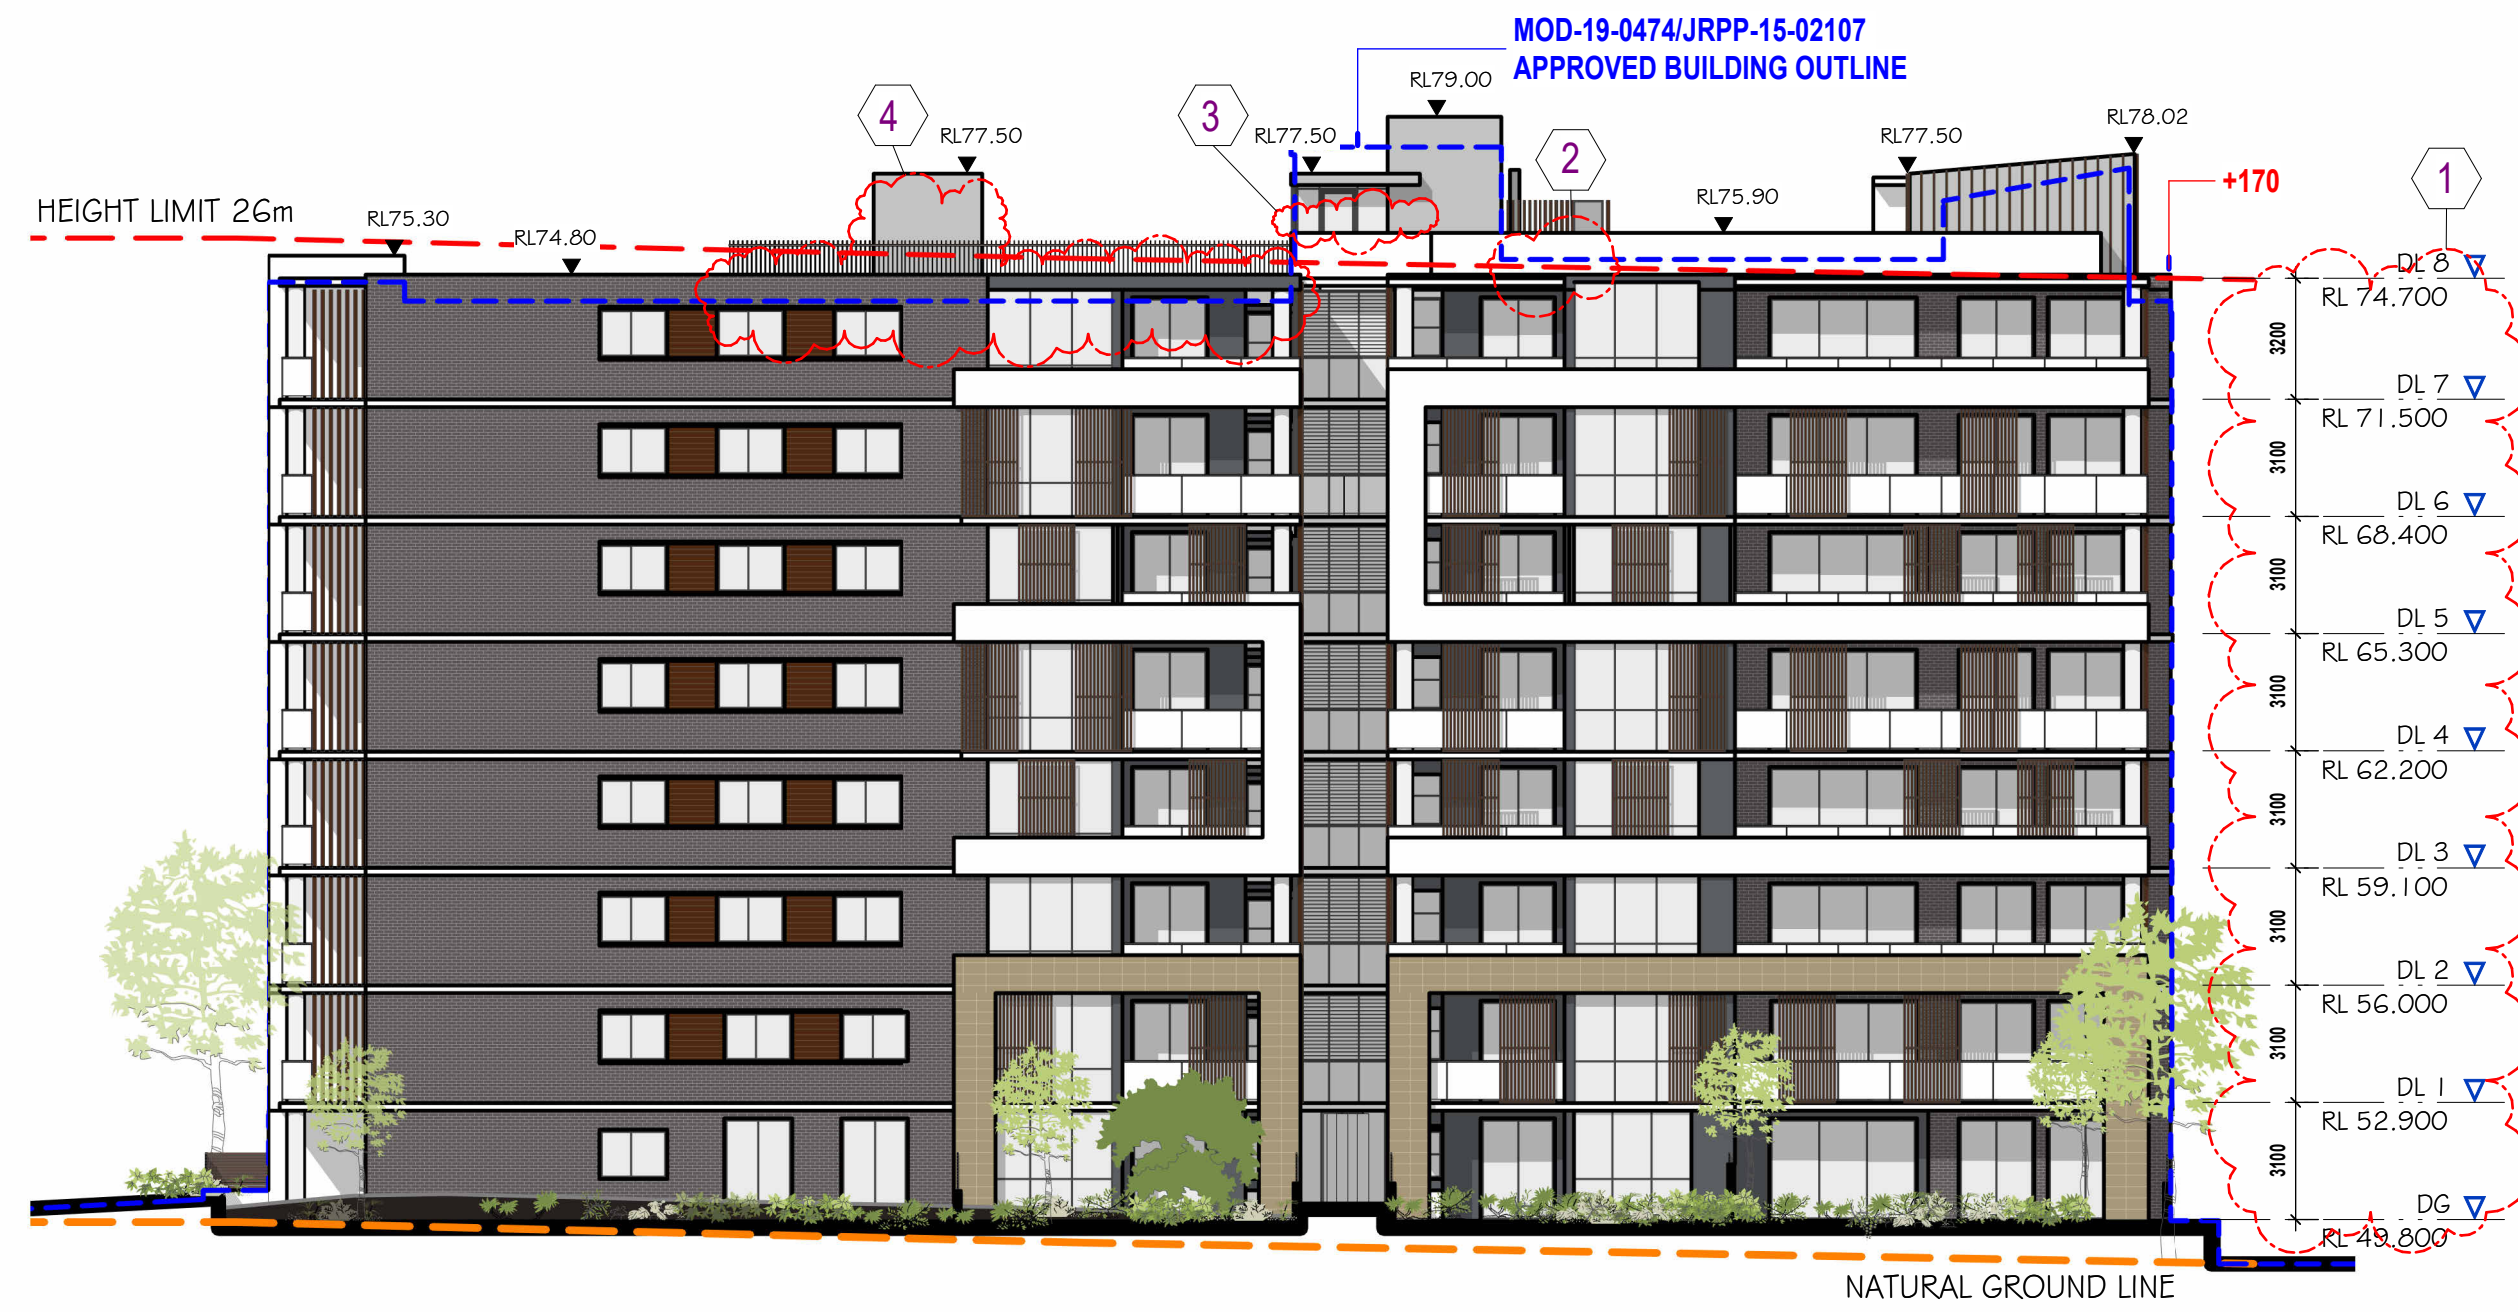 MOD-19-0474/JRPP-15-02107
APPROVED BUILDING OUTLINE
RL79.00
4
3
RL77.50
RL77.50
2
RL77.50
RL78.02
1
+170
HEIGHT LIMIT 26m
RL75.30
RL74.80
RL75.90
DL 8
RL 74.700
3200
DL 7
RL 71.500
3100
DL 6
RL 68.400
3100
DL 5
RL 65.300
3100
DL 4
RL 62.200
3100
DL 3
RL 59.100
3100
DL 2
RL 56.000
3100
DL 1
RL 52.900
3100
DG
RL 49.800
NATURAL GROUND LINE